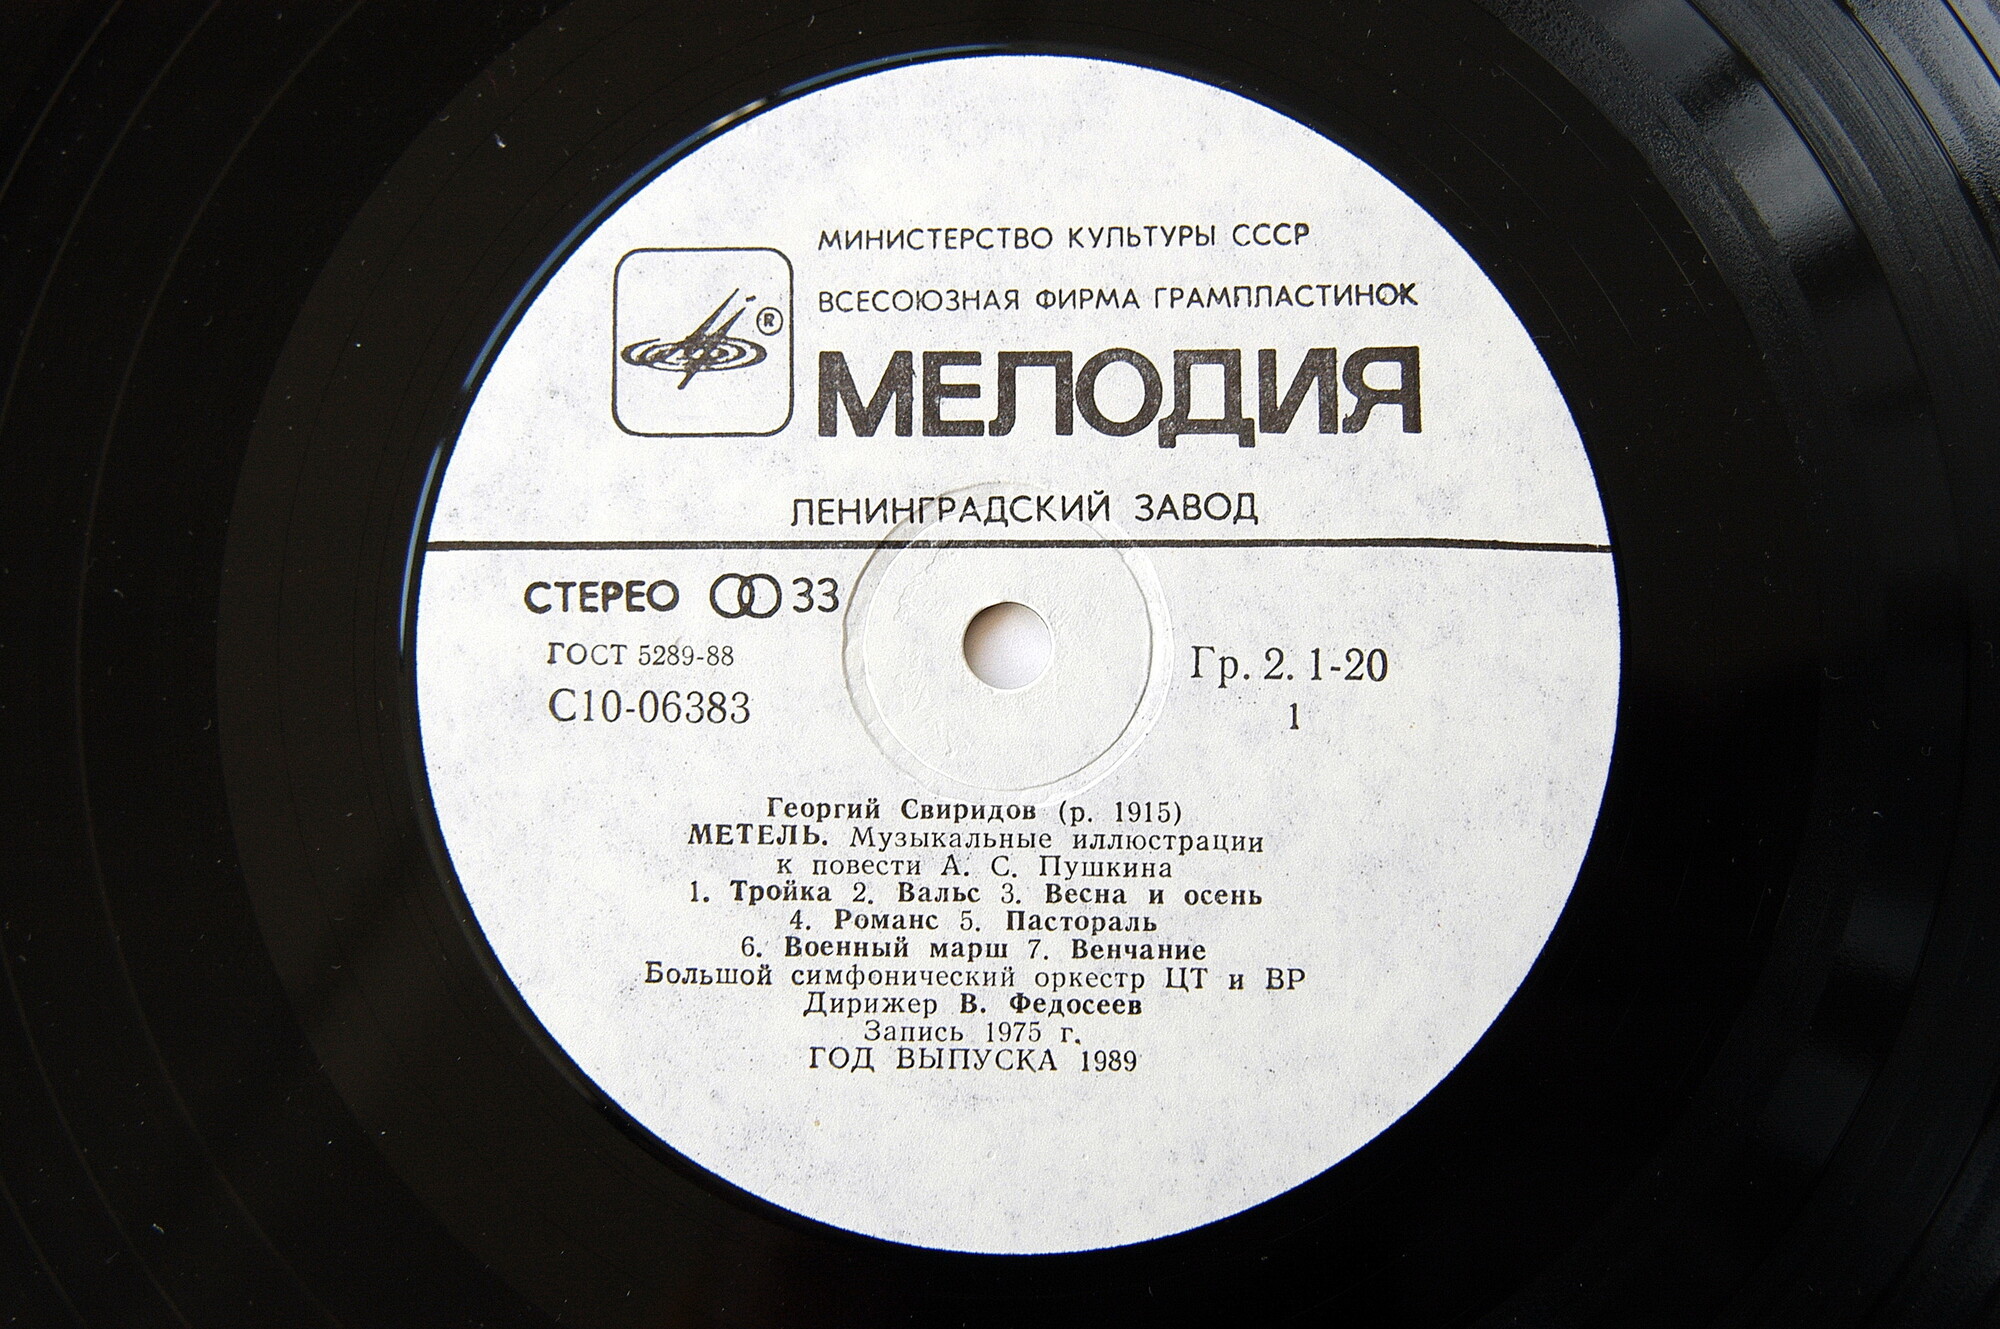 МИНИСТЕРСТВО КУЛЬТУРЫ СССР
ВСЕСОЮЗНАЯ ФИРМА ГРАМПЛАСТИНОК
®
МЕЛОДИЯ
ЛЕНИНГРАДСКИЙ ЗАВОД
СТЕРЕО 33
ГОСТ 5289-88
С10-06383
Гр. 2. 1-20
1
Георгий Свиридов (р. 1915)
МЕТЕЛЬ. Музыкальные иллюстрации
к повести А. С. Пушкина
1. Тройка 2. Вальс 3. Весна и осень
4. Романс 5. Пастораль
6. Военный марш 7. Венчание
Большой симфонический оркестр ЦТ и ВР
Дирижер В. Федосеев
Запись 1975 г.
ГОД ВЫПУСКА 1989